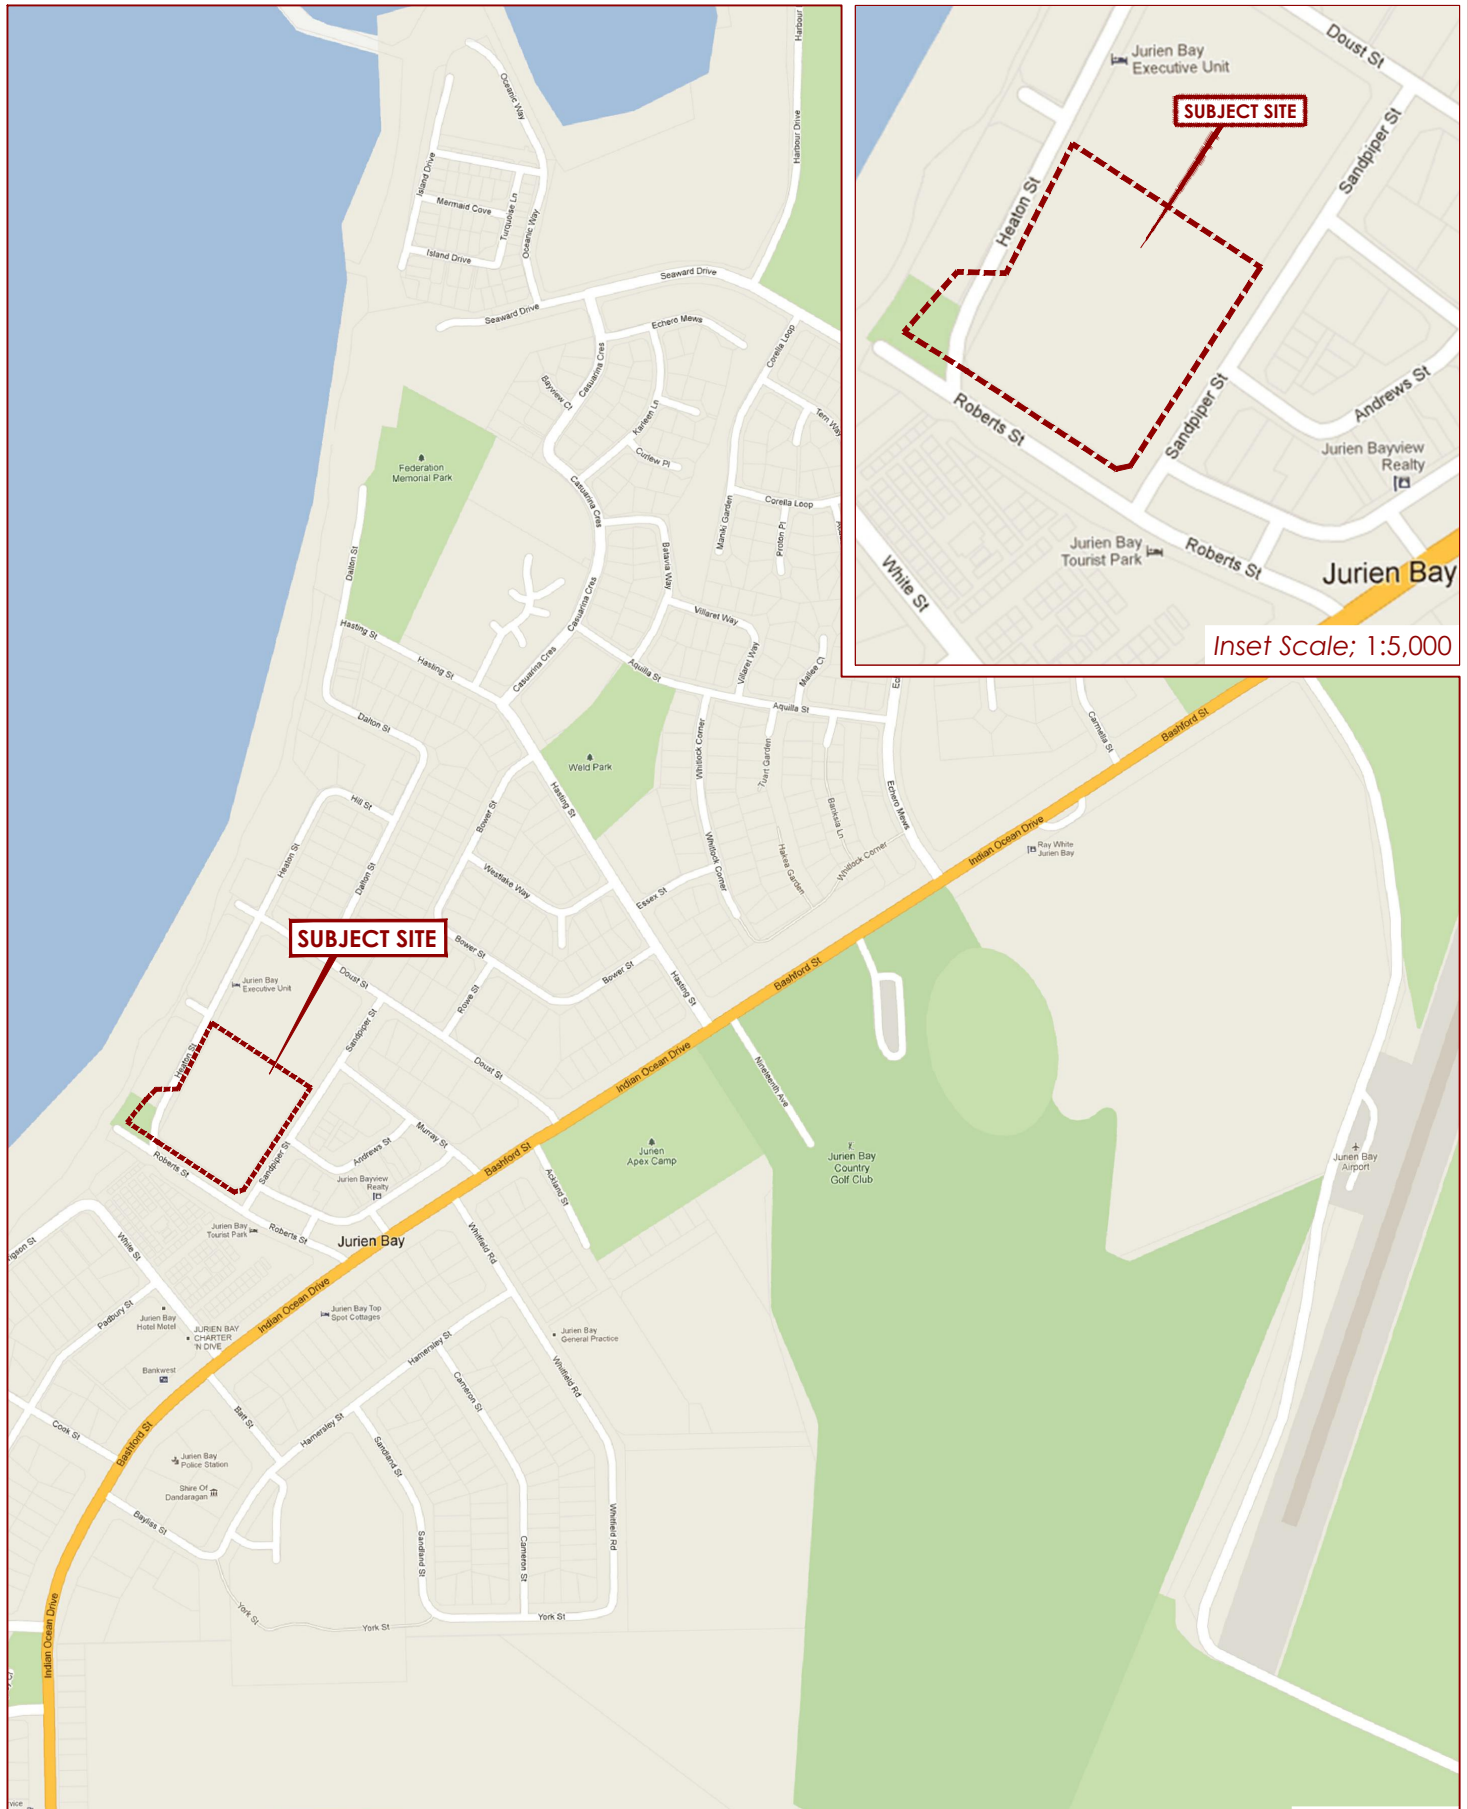 Harbour
Harbour Drive
Oceanic Way
Island Drive
Mermaid Cove
Turquoise Ln
Oceanic Way
Island Drive
Seaward Drive
Seaward Drive
Echero Mews
Corella Loop
Casuarina Cres
Bayview Ct
Karleen Ln
Tern Way
Curlew Pl
Federation
Memorial Park
Casuarina Cres
Maniki Garden
Corella Loop
Proton Pl
Dalton St
Batavia Way
Casuarina Cres
Villaret Way
Hasting St
Hasting St
Casuarina Cres
Aquilla St
Villaret Way
Mallee Ct
Aquilla St
Dalton St
Weld Park
Whitlock Corner
Tuart Garden
Carmella St
Bashford St
Hill St
Bower St
Hasting St
Banksia Ln
Echero Mews
Indian Ocean Drive
Ray White
Jurien Bay
Heaton St
Dalton St
Westlake Way
Essex St
Whitlock Corner
Hakea Garden
Whitlock Corner
SUBJECT SITE
Bower St
Bower St
Hasting St
Bashford St
Jurien Bay
Executive Unit
Doust St
Rowe St
Sandpiper St
Heaton St
Doust St
Indian Ocean Drive
Nineteenth Ave
Murray St
Andrews St
Sandpiper St
Roberts St
Bashford St
Jurien
Apex Camp
Jurien Bay
Country
Golf Club
Jurien Bay
Airport
Jurien Bayview
Realty
Ackland St
Jurien Bay
Tourist Park
Roberts St
Jurien Bay
Whitfield Rd
White St
Padbury St
Jurien Bay
Hotel Motel
JURIEN BAY
CHARTER
'N DIVE
Indian Ocean Drive
Jurien Bay Top
Spot Cottages
Jurien Bay
General Practice
Bankwest
Hamersley St
Whitfield Rd
Cameron St
Batt St
Hamersley St
Cook St
Bashford St
Jurien Bay
Police Station
Shire Of
Dandaragan
Sandland St
Bayliss St
Sandland St
Cameron St
Whitfield Rd
York St
York St
York St
Indian Ocean Drive
Doust St
Jurien Bay
Executive Unit
SUBJECT SITE
Sandpiper St
Heaton St
Roberts St
Sandpiper St
Andrews St
Jurien Bayview
Realty
Jurien Bay
Tourist Park
Roberts St
White St
Jurien Bay
Inset Scale; 1:5,000